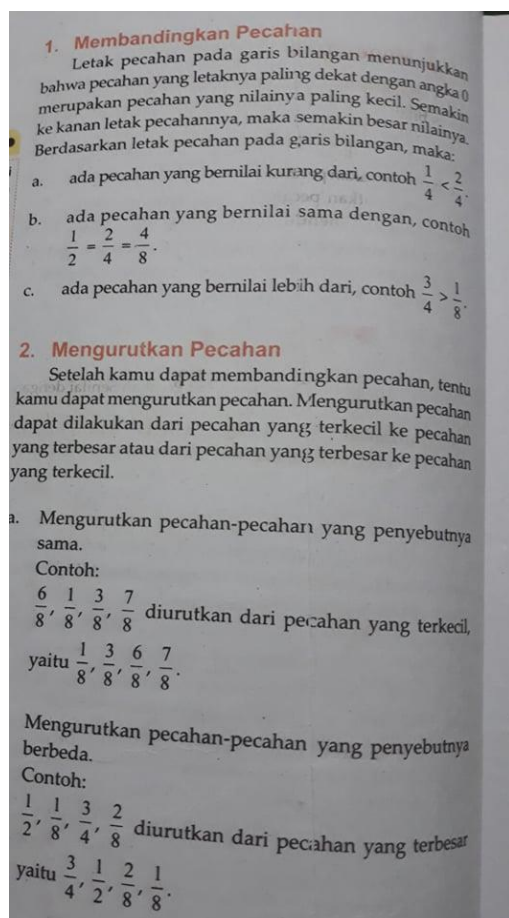 1. Membandingkan Pecahan
Letak pecahan pada garis bilangan menunjukkan
bahwa pecahan yang letaknya paling dekat dengan angka 0
merupakan pecahan yang nilainya paling kecil. Semakin
ke kanan letak pecahannya, maka semakin besar nilainya.
Berdasarkan letak pecahan pada garis bilangan, maka:
a. ada pecahan yang bernilai kurang dari, contoh 1/4 < 2/4.
b. ada pecahan yang bernilai sama dengan, contoh
1/2 = 2/4 = 4/8.
c. ada pecahan yang bernilai lebih dari, contoh 3/4 > 1/8.
2. Mengurutkan Pecahan
Setelah kamu dapat membandingkan pecahan, tentu
kamu dapat mengurutkan pecahan. Mengurutkan pecahan
dapat dilakukan dari pecahan yang terkecil ke pecahan
yang terbesar atau dari pecahan yang terbesar ke pecahan
yang terkecil.
a. Mengurutkan pecahan-pecahan yang penyebutnya
sama.
Contoh:
6/8, 1/8, 3/8, 7/8 diurutkan dari pecahan yang terkecil,
yaitu 1/8, 3/8, 6/8, 7/8.
Mengurutkan pecahan-pecahan yang penyebutnya
berbeda.
Contoh:
1/2, 1/8, 3/4, 2/8 diurutkan dari pecahan yang terbesar
yaitu 3/4, 1/2, 2/8, 1/8.